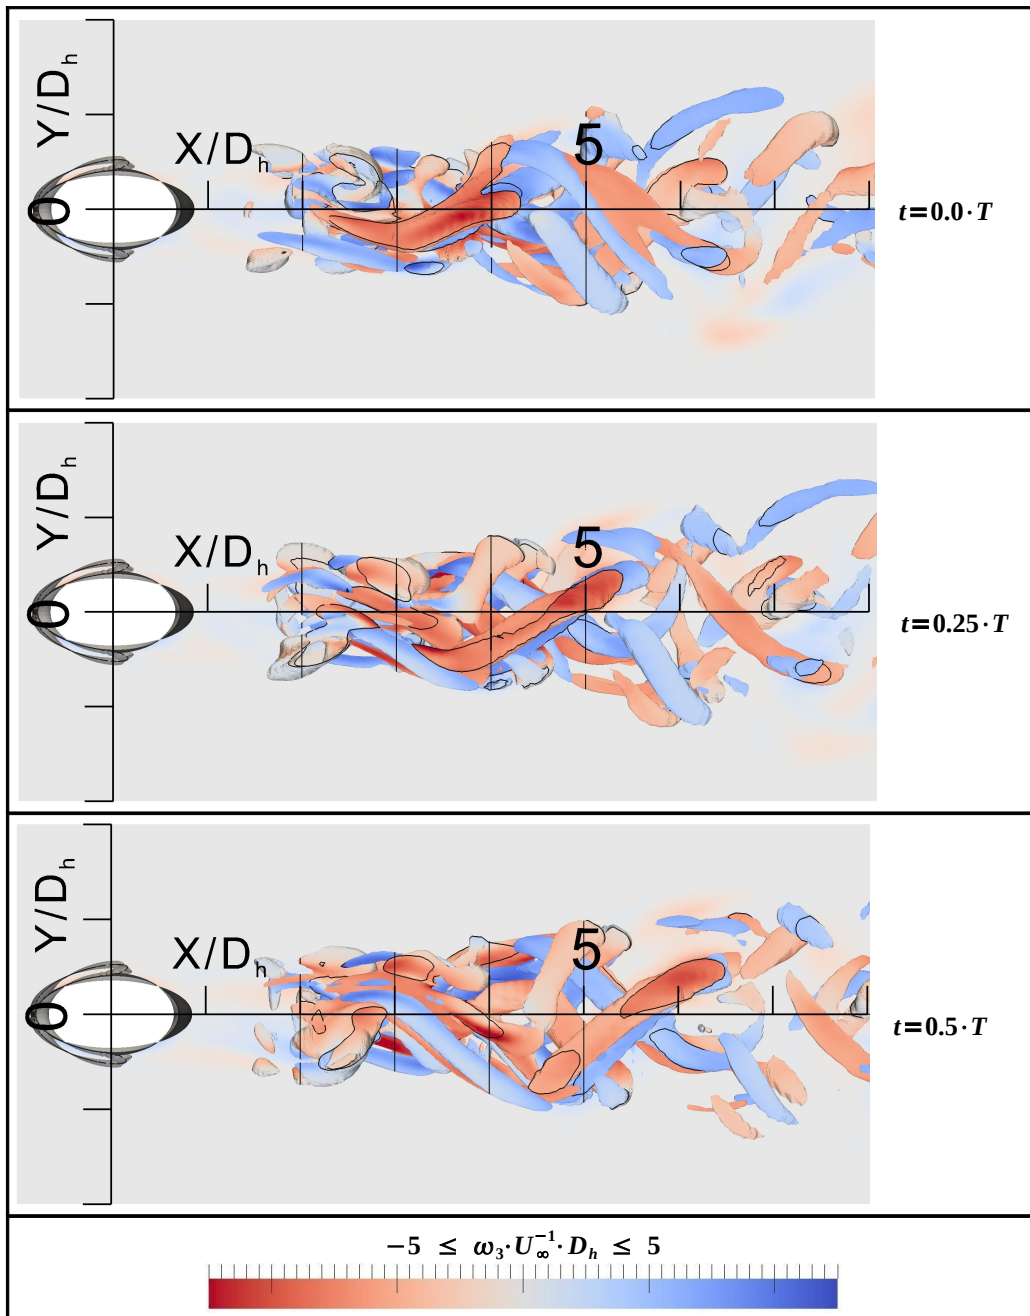 Y/Dₕ
X/Dₕ
0
5
t=0.0·T
Y/Dₕ
X/Dₕ
0
5
t=0.25·T
Y/Dₕ
X/Dₕ
0
5
t=0.5·T
−5 ≤ ω₃·U∞⁻¹·Dₕ ≤ 5